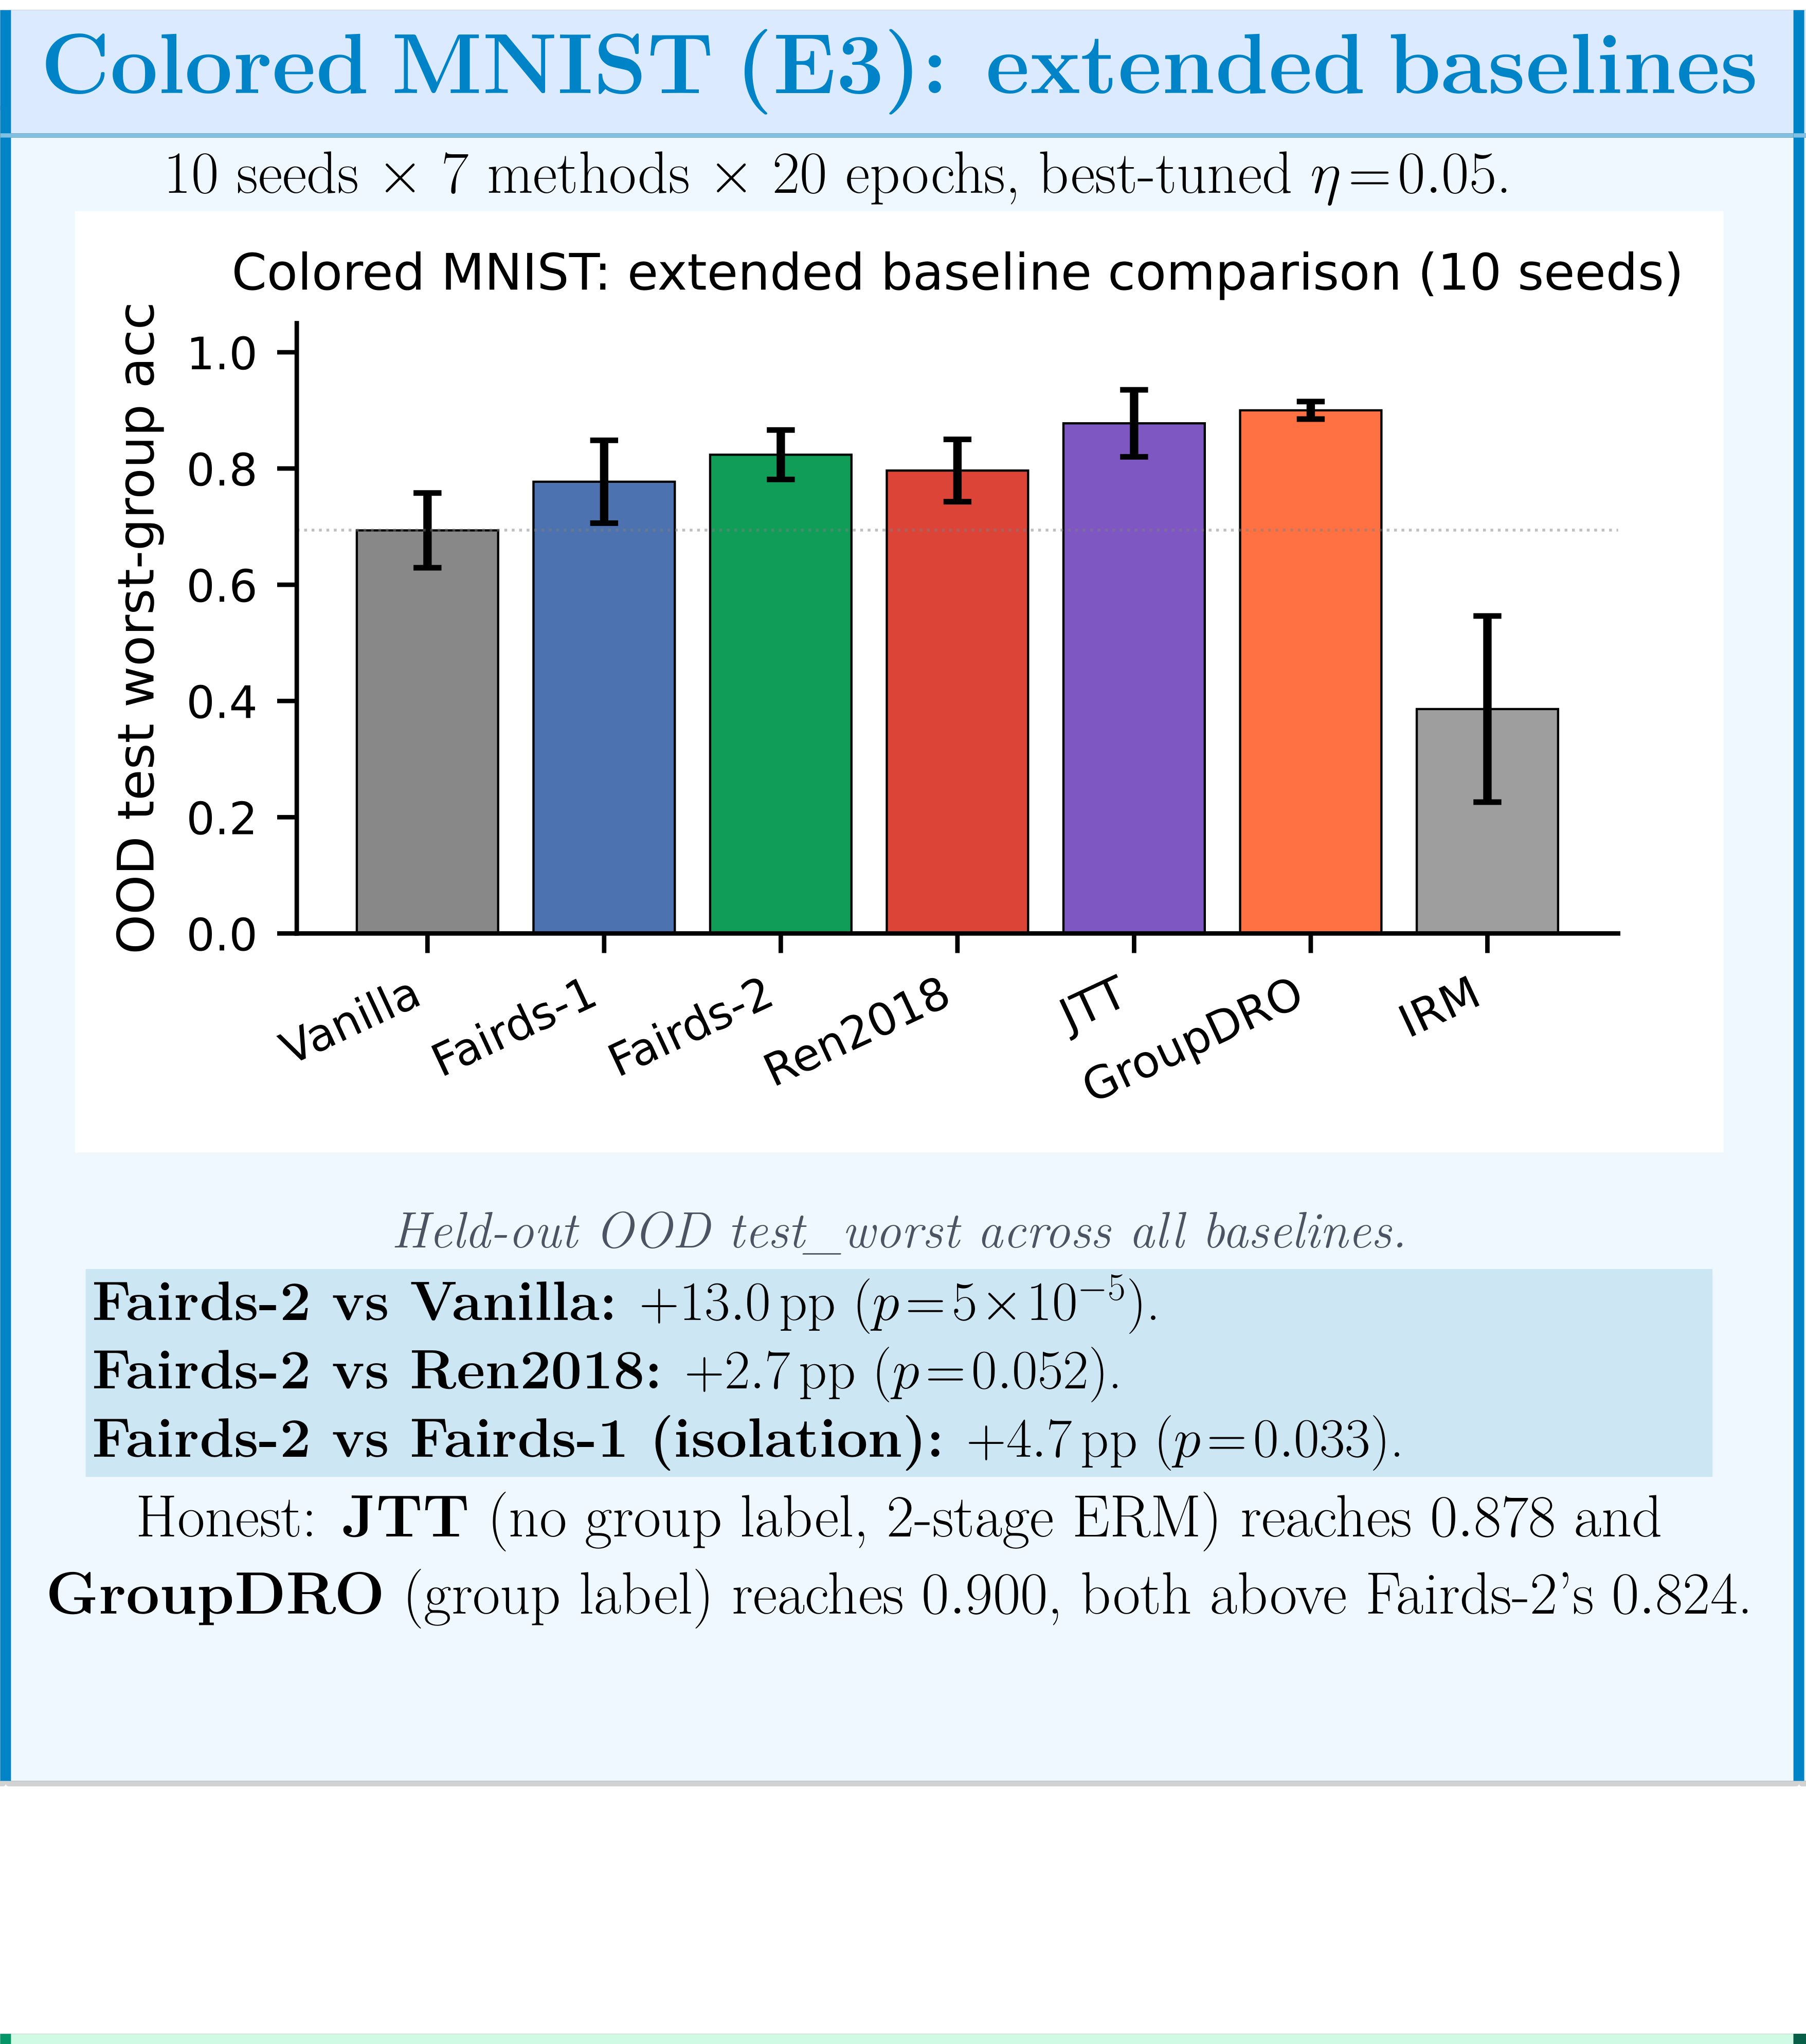 Colored MNIST (E3): extended baselines
10 seeds × 7 methods × 20 epochs, best-tuned η=0.05.
Colored MNIST: extended baseline comparison (10 seeds)
OOD test worst-group acc
1.0
0.8
0.6
0.4
0.2
0.0
Vanilla
Fairds-1
Fairds-2
Ren2018
JTT
GroupDRO
IRM
Held-out OOD test_worst across all baselines.
Fairds-2 vs Vanilla: +13.0 pp (p=5×10⁻⁵).
Fairds-2 vs Ren2018: +2.7 pp (p=0.052).
Fairds-2 vs Fairds-1 (isolation): +4.7 pp (p=0.033).
Honest: JTT (no group label, 2-stage ERM) reaches 0.878 and
GroupDRO (group label) reaches 0.900, both above Fairds-2’s 0.824.